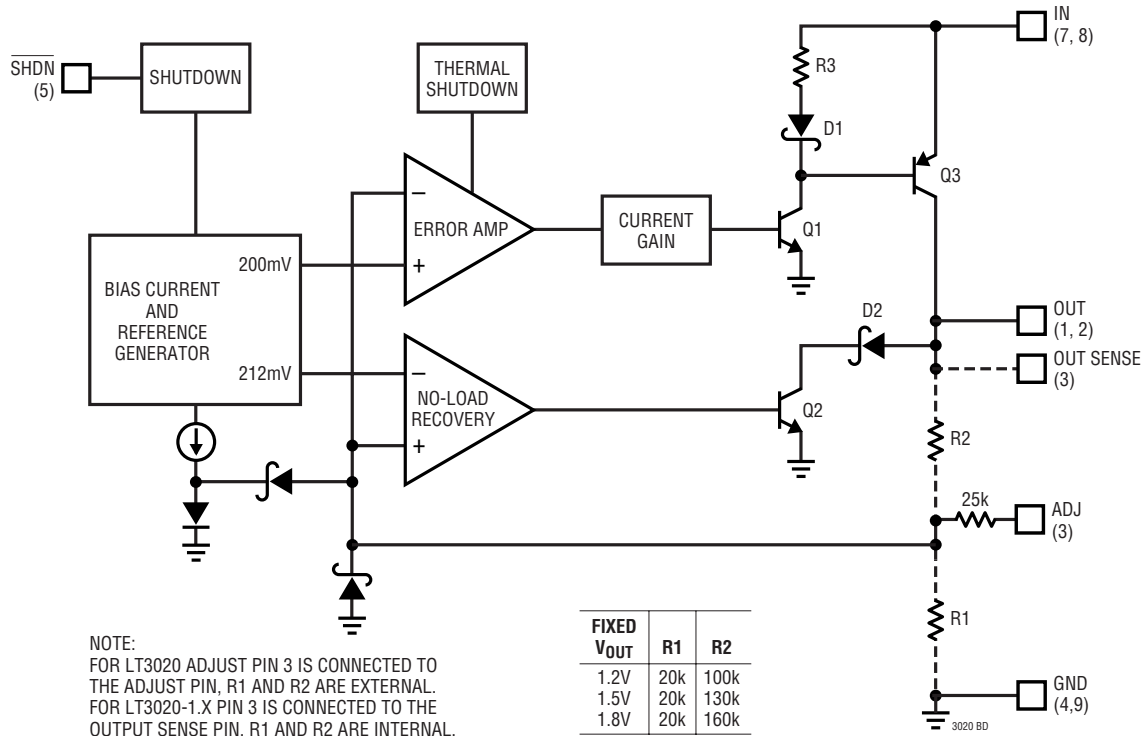 IN
(7, 8)
SHDN
(5)
SHUTDOWN
THERMAL
SHUTDOWN
R3
D1
Q3
ERROR AMP
CURRENT
GAIN
Q1
200mV
BIAS CURRENT
AND
REFERENCE
GENERATOR
212mV
NO-LOAD
RECOVERY
D2
Q2
OUT
(1, 2)
OUT SENSE
(3)
R2
25k
ADJ
(3)
R1
GND
(4,9)
3020 BD
NOTE:
FOR LT3020 ADJUST PIN 3 IS CONNECTED TO
THE ADJUST PIN, R1 AND R2 ARE EXTERNAL.
FOR LT3020-1.X PIN 3 IS CONNECTED TO THE
OUTPUT SENSE PIN, R1 AND R2 ARE INTERNAL.
FIXED
VOUT R1 R2
1.2V 20k 100k
1.5V 20k 130k
1.8V 20k 160k